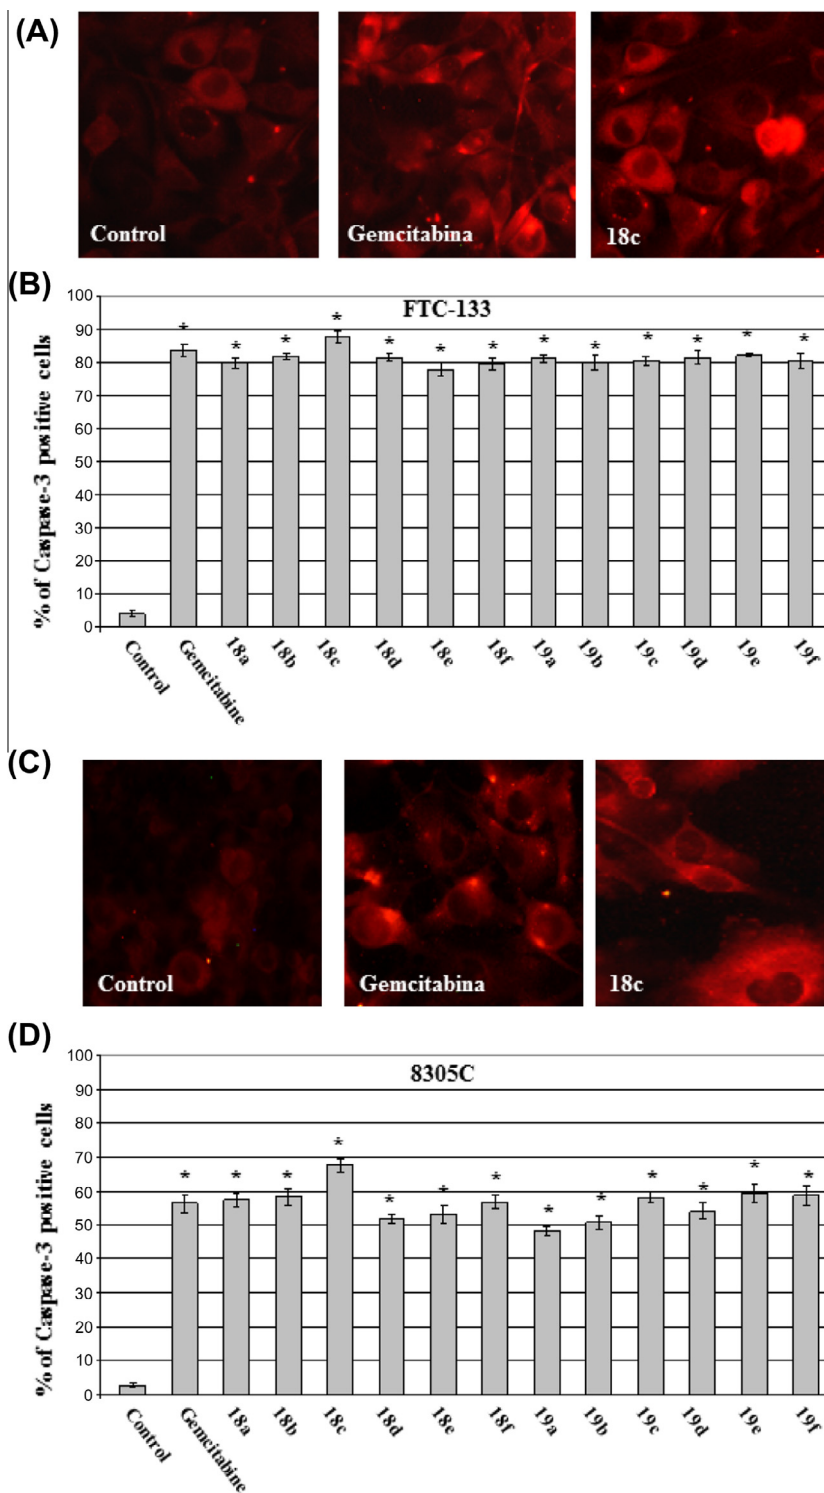 (A)
Control
Gemcitabina
18c
(B)
FTC-133
% of Caspase-3 positive cells
100
90
80
70
60
50
40
30
20
10
0
* * * * * * * * * * * * *
Control
Gemcitabine
18a
18b
18c
18d
18e
18f
19a
19b
19c
19d
19e
19f
(C)
Control
Gemcitabina
18c
(D)
8305C
% of Caspase-3 positive cells
100
90
80
70
60
50
40
30
20
10
0
* * * * * * * * * * * * *
Control
Gemcitabine
18a
18b
18c
18d
18e
18f
19a
19b
19c
19d
19e
19f